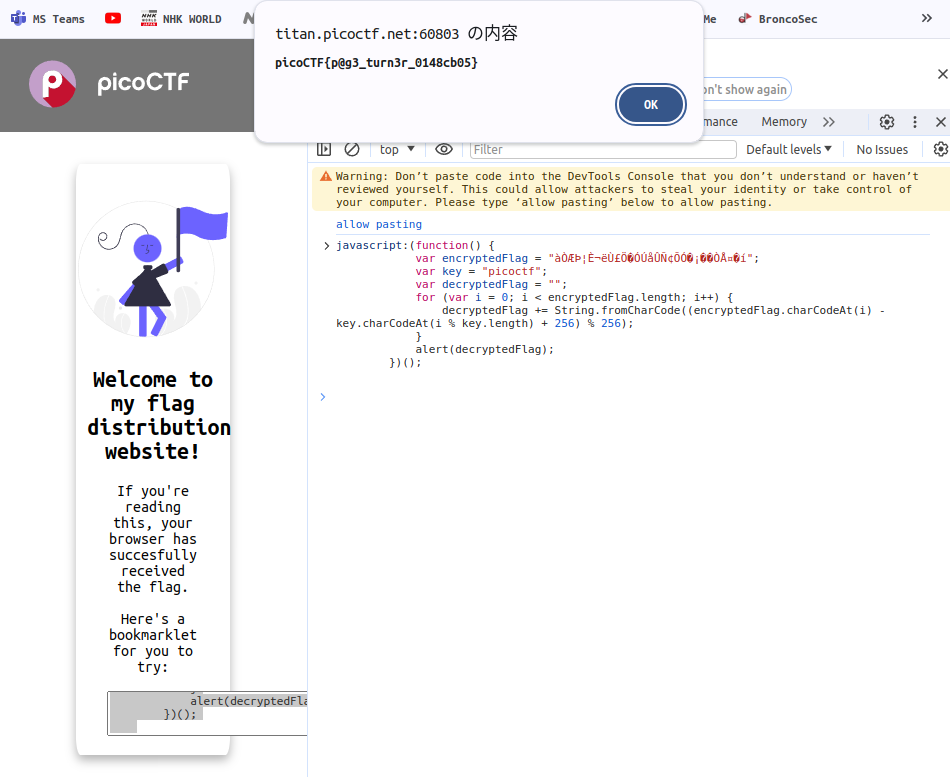 MS Teams
NHK WORLD
Me
BroncoSec
titan.picoctf.net:60803 の内容
picoCTF{p@g3_turn3r_0148cb05}
OK
picoCTF
n't show again
mance
Memory
top
Filter
Default levels
No Issues
Warning: Don’t paste code into the DevTools Console that you don’t understand or haven’t
reviewed yourself. This could allow attackers to steal your identity or take control of
your computer. Please type ‘allow pasting’ below to allow pasting.
allow pasting
javascript:(function() {
var encryptedFlag = "àÒÆÞ¦È¬ëÙ£Ö�ÓÚåÛÑ¢ÕÓ�¡��ÒÅ¤�í";
var key = "picoctf";
var decryptedFlag = "";
for (var i = 0; i < encryptedFlag.length; i++) {
decryptedFlag += String.fromCharCode((encryptedFlag.charCodeAt(i) -
key.charCodeAt(i % key.length) + 256) % 256);
}
alert(decryptedFlag);
})();
Welcome to
my flag
distribution
website!
If you're
reading
this, your
browser has
succesfully
received
the flag.
Here's a
bookmarklet
for you to
try:
alert(decryptedFla
})();